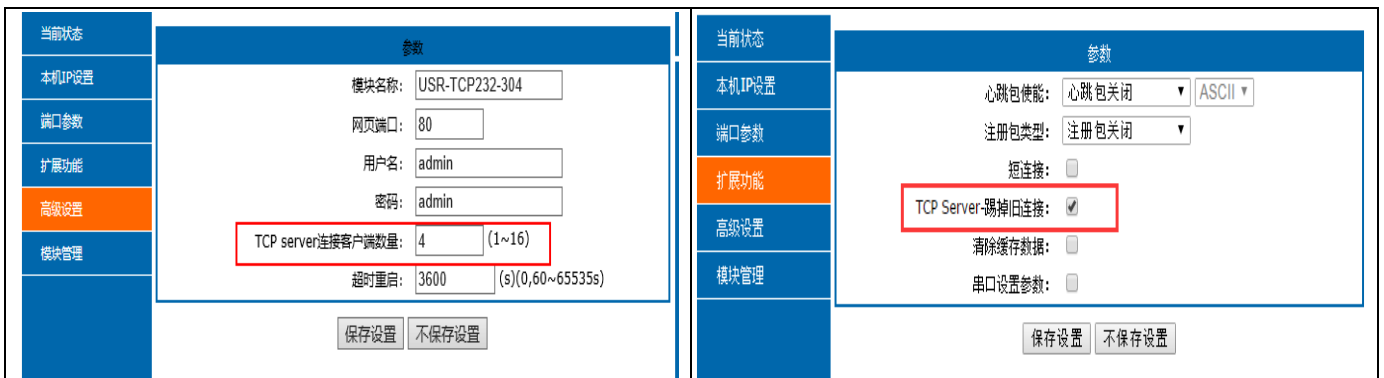 当前状态
本机IP设置
端口参数
扩展功能
高级设置
模块管理
参数
模块名称: USR-TCP232-304
网页端口: 80
用户名: admin
密码: admin
TCP server连接客户端数量: 4 (1~16)
超时重启: 3600 (s)(0,60~65535s)
保存设置 不保存设置
当前状态
本机IP设置
端口参数
扩展功能
高级设置
模块管理
参数
心跳包使能: 心跳包关闭 ASCII
注册包类型: 注册包关闭
短连接:
TCP Server-踢掉旧连接:
清除缓存数据:
串口设置参数:
保存设置 不保存设置